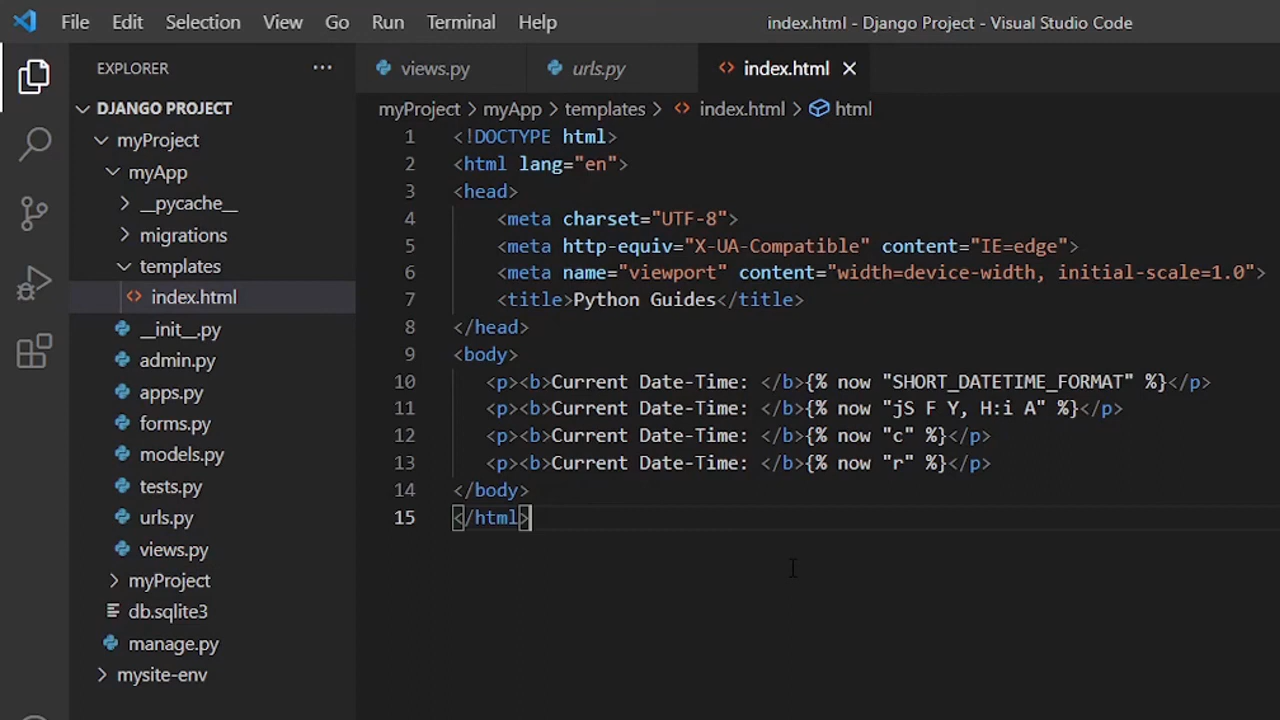 File Edit Selection View Go Run Terminal Help index.html - Django Project - Visual Studio Code
EXPLORER ···
DJANGO PROJECT
myProject
myApp
__pycache__
migrations
templates
index.html
__init__.py
admin.py
apps.py
forms.py
models.py
tests.py
urls.py
views.py
myProject
db.sqlite3
manage.py
mysite-env
views.py urls.py index.html
myProject > myApp > templates > index.html > html
1 <!DOCTYPE html>
2 <html lang="en">
3 <head>
4 <meta charset="UTF-8">
5 <meta http-equiv="X-UA-Compatible" content="IE=edge">
6 <meta name="viewport" content="width=device-width, initial-scale=1.0">
7 <title>Python Guides</title>
8 </head>
9 <body>
10 <p><b>Current Date-Time: </b>{% now "SHORT_DATETIME_FORMAT" %}</p>
11 <p><b>Current Date-Time: </b>{% now "jS F Y, H:i A" %}</p>
12 <p><b>Current Date-Time: </b>{% now "c" %}</p>
13 <p><b>Current Date-Time: </b>{% now "r" %}</p>
14 </body>
15 </html>